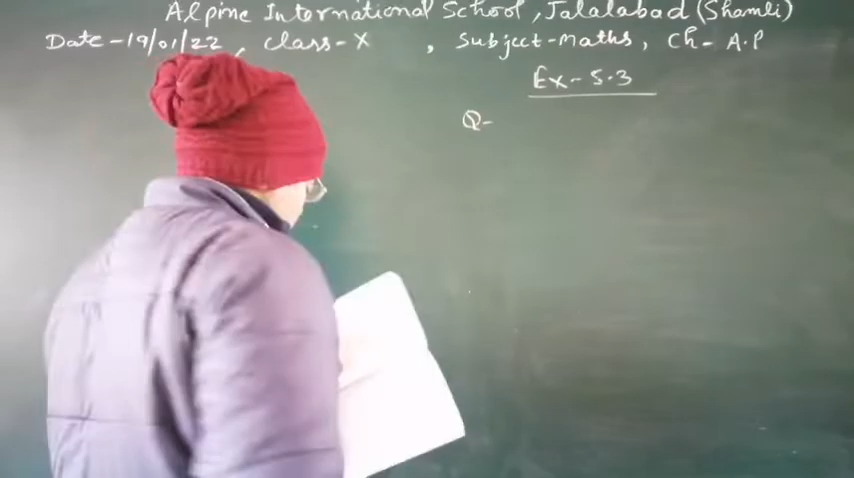 Alpine International School, Jalalabad (Shamli)
Date - 19/01/22, Class - X, Subject - Maths, Ch - A.P
Ex - 5.3
Q -